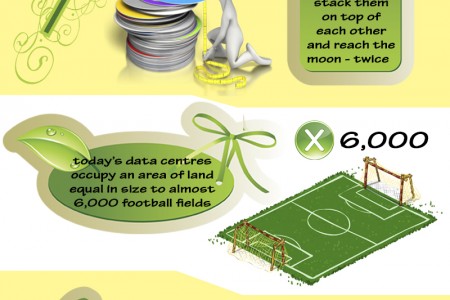 stack them
on top of
each other
and reach the
moon - twice
today's data centres
occupy an area of land
equal in size to almost
6,000 football fields
X 6,000